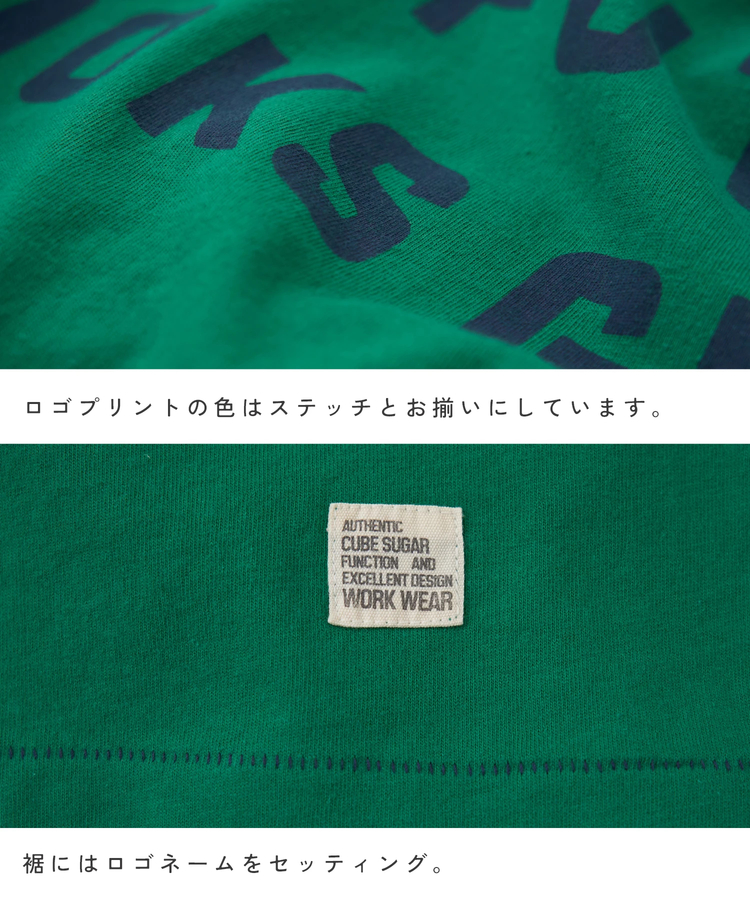 OKS
ロゴプリントの色はステッチとお揃いにしています。
AUTHENTIC
CUBE SUGAR
FUNCTION AND
EXCELLENT DESIGN
WORK WEAR
裾にはロゴネームをセッティング。